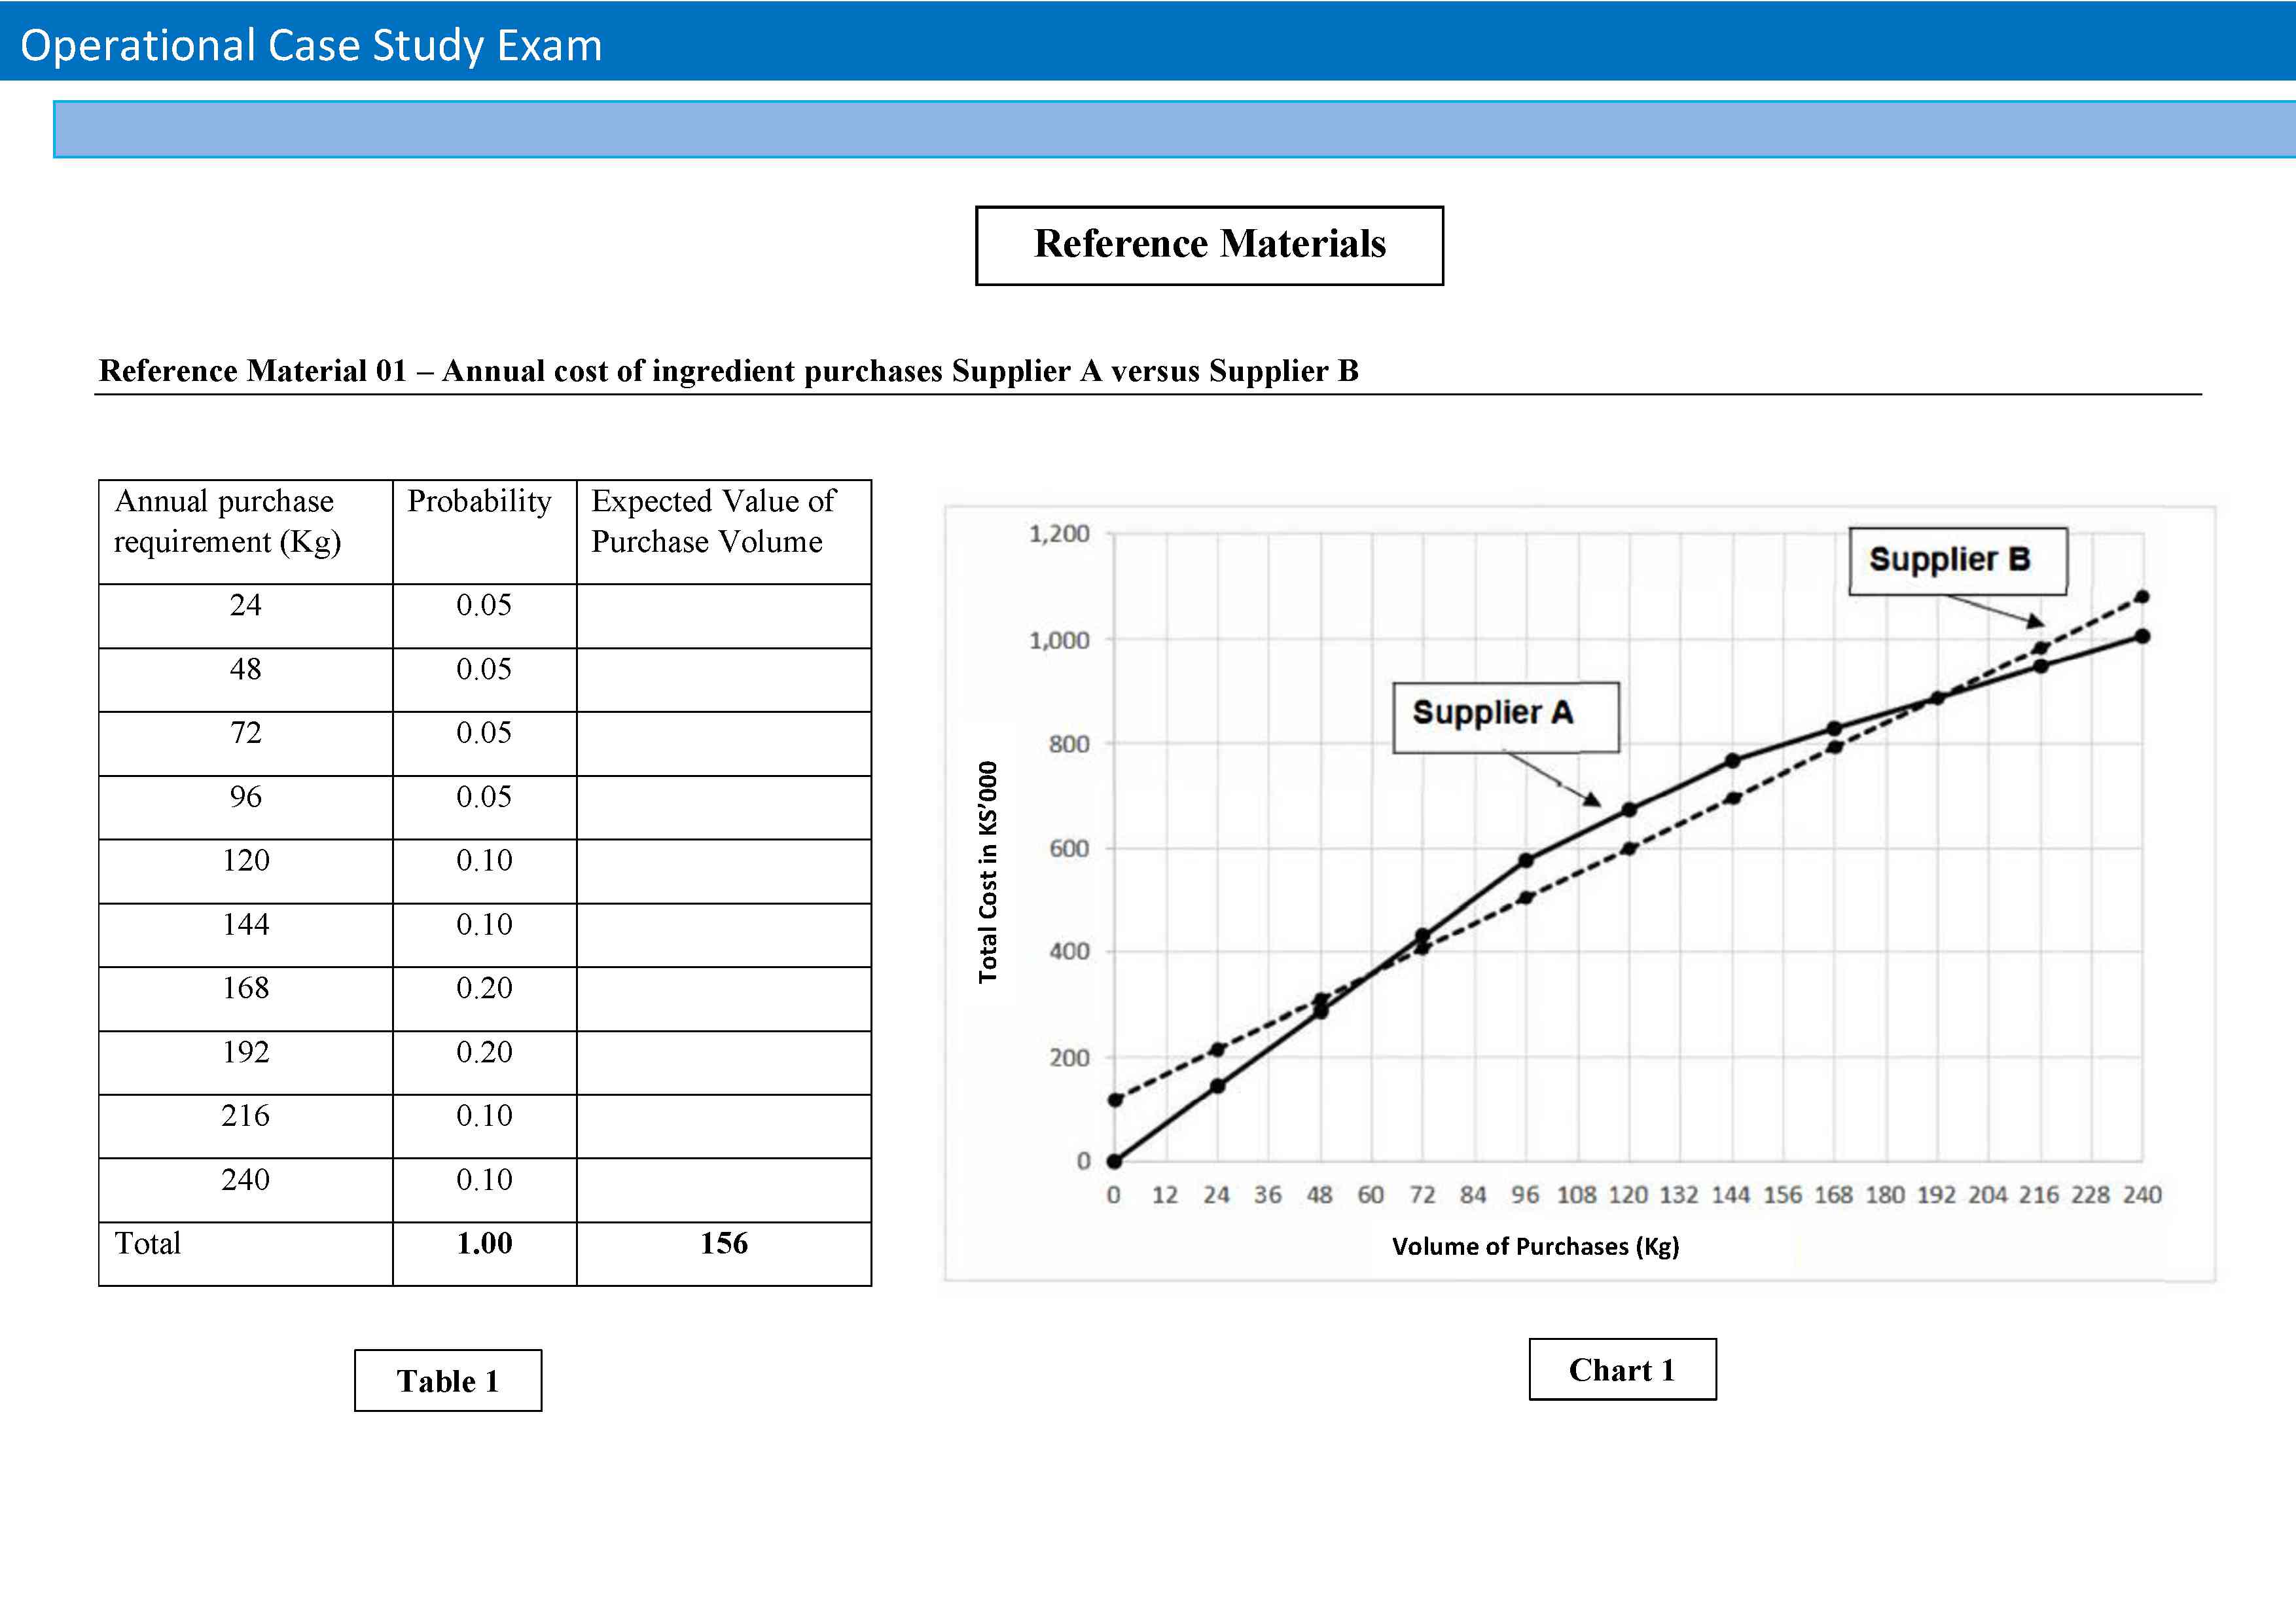 Operational Case Study Exam
Reference Materials
Reference Material 01 – Annual cost of ingredient purchases Supplier A versus Supplier B
Annual purchase requirement (Kg) Probability Expected Value of Purchase Volume
24 0.05
48 0.05
72 0.05
96 0.05
120 0.10
144 0.10
168 0.20
192 0.20
216 0.10
240 0.10
Total 1.00 156
Table 1
Total Cost in K$'000
1,200
1,000
800
600
400
200
0
Supplier B
Supplier A
0 12 24 36 48 60 72 84 96 108 120 132 144 156 168 180 192 204 216 228 240
Volume of Purchases (Kg)
Chart 1